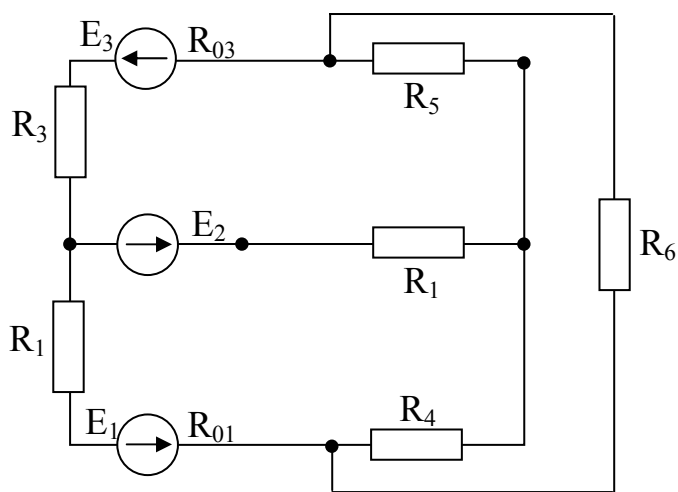 E₃ R₀₃
R₃
R₅
E₂
R₆
R₁
R₁
E₁ R₀₁
R₄